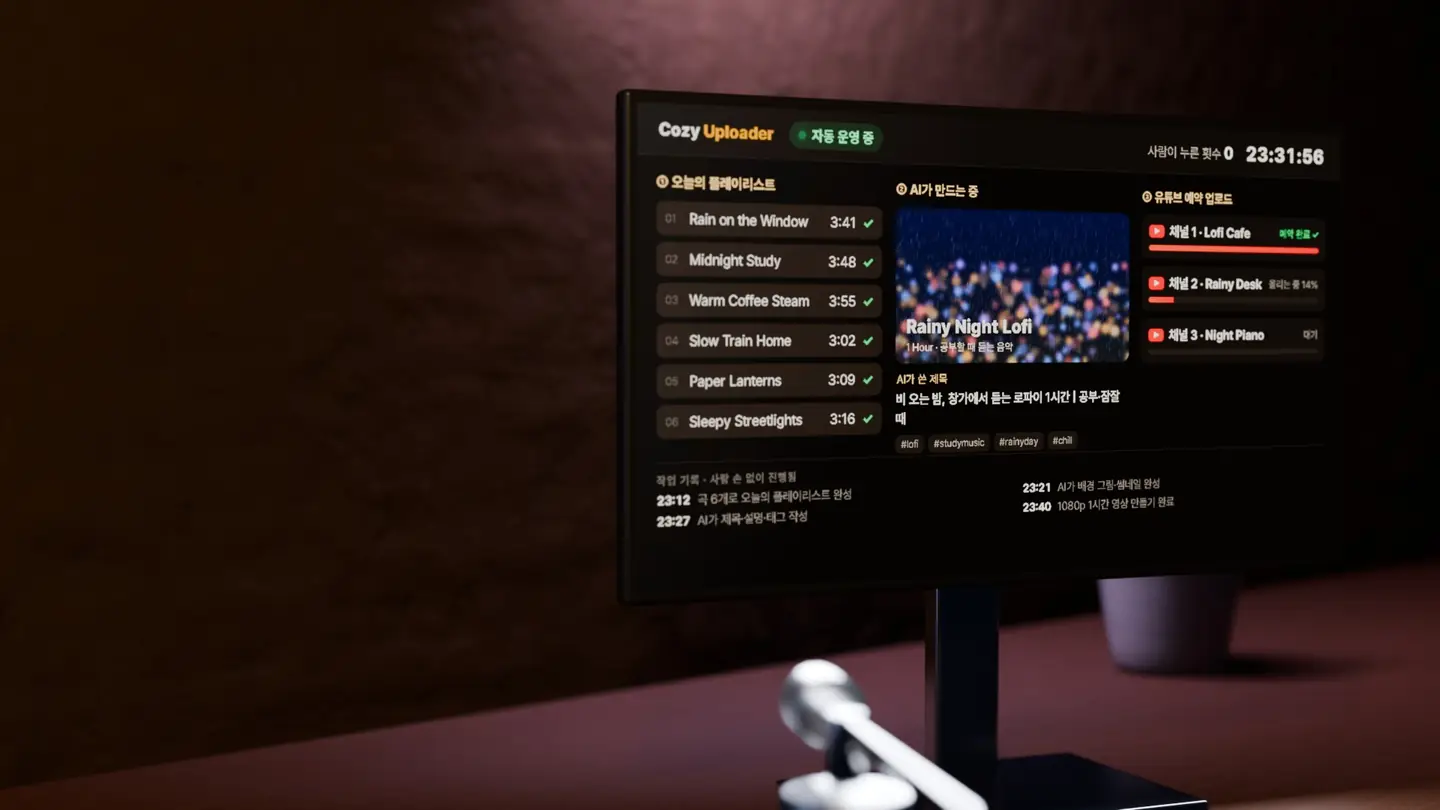 Cozy Uploader
자동 운영 중
사람이 누른 횟수 0 23:31:56
① 오늘의 플레이리스트
01 Rain on the Window 3:41 ✓
02 Midnight Study 3:48 ✓
03 Warm Coffee Steam 3:55 ✓
04 Slow Train Home 3:02 ✓
05 Paper Lanterns 3:09 ✓
06 Sleepy Streetlights 3:16 ✓
② AI가 만드는 중
Rainy Night Lofi
1 Hour · 공부할 때 듣는 음악
AI가 쓴 제목
비 오는 밤, 창가에서 듣는 로파이 1시간 | 공부·잠잘
때
#lofi #studymusic #rainyday #chill
③ 유튜브 예약 업로드
채널 1 · Lofi Cafe 예약 완료 ✓
채널 2 · Rainy Desk 올리는 중 14%
채널 3 · Night Piano 대기
작업 기록 · 사람 손 없이 진행됨
23:12 곡 6개로 오늘의 플레이리스트 완성
23:27 AI가 제목·설명·태그 작성
23:21 AI가 배경 그림·썸네일 완성
23:40 1080p 1시간 영상 만들기 완료